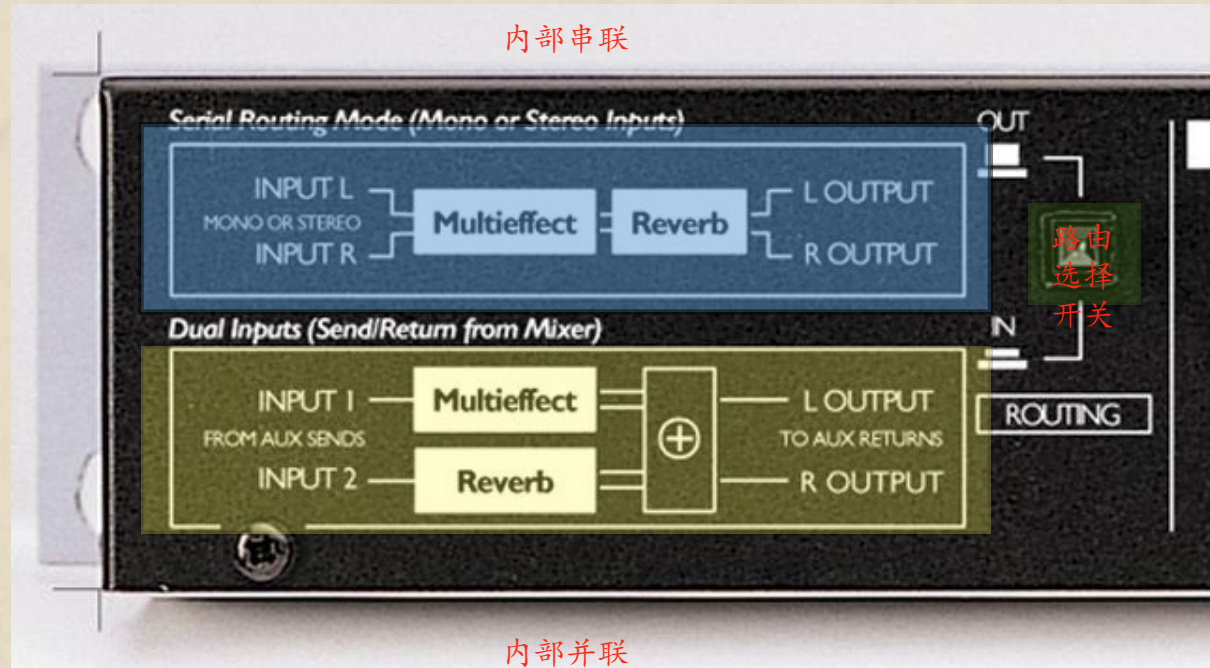 内部串联
Serial Routing Mode (Mono or Stereo Inputs)
OUT
INPUT L
MONO OR STEREO
INPUT R
Multieffect
Reverb
L OUTPUT
R OUTPUT
路由
选择
开关
Dual Inputs (Send/Return from Mixer)
IN
INPUT 1
FROM AUX SENDS
INPUT 2
Multieffect
Reverb
L OUTPUT
TO AUX RETURNS
R OUTPUT
ROUTING
内部并联